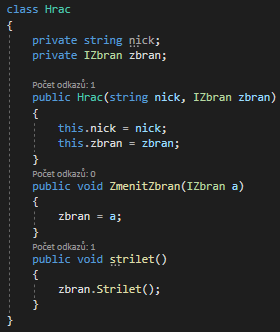 class Hrac
{
private string nick;
private IZbran zbran;
Počet odkazů: 1
public Hrac(string nick, IZbran zbran)
{
this.nick = nick;
this.zbran = zbran;
}
Počet odkazů: 0
public void ZmenitZbran(IZbran a)
{
zbran = a;
}
Počet odkazů: 1
public void strilet()
{
zbran.Strilet();
}
}